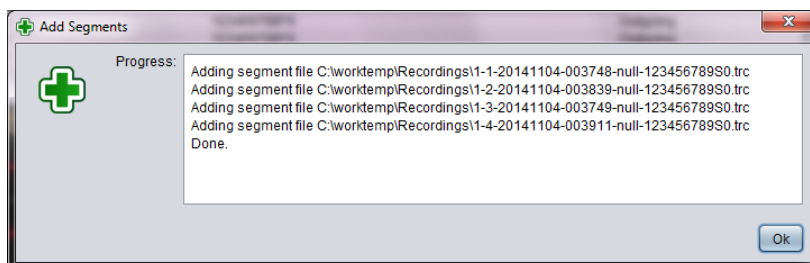 Add Segments
Progress:
Adding segment file C:\worktemp\Recordings\1-1-20141104-003748-null-123456789S0.trc
Adding segment file C:\worktemp\Recordings\1-2-20141104-003839-null-123456789S0.trc
Adding segment file C:\worktemp\Recordings\1-3-20141104-003749-null-123456789S0.trc
Adding segment file C:\worktemp\Recordings\1-4-20141104-003911-null-123456789S0.trc
Done.
Ok